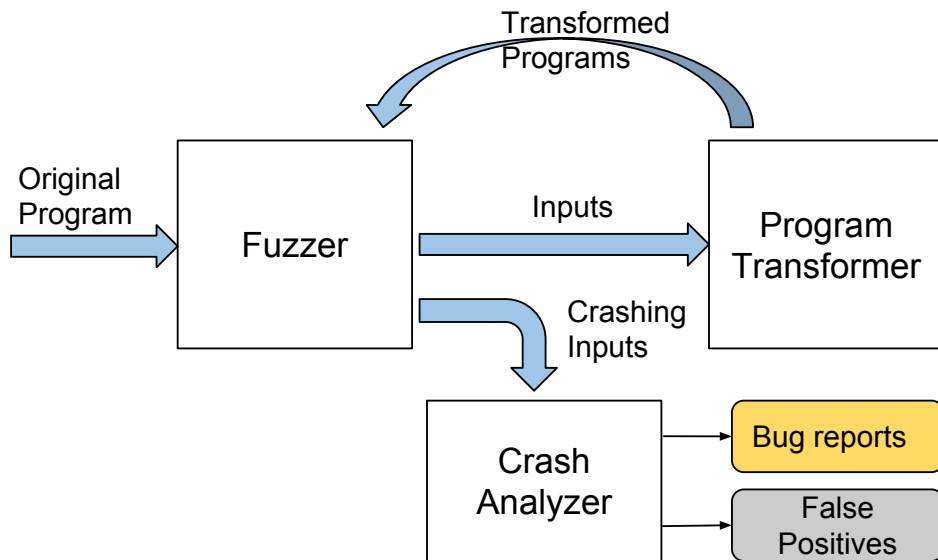 Transformed
Programs
Original
Program
Fuzzer
Inputs
Program
Transformer
Crashing
Inputs
Crash
Analyzer
Bug reports
False
Positives